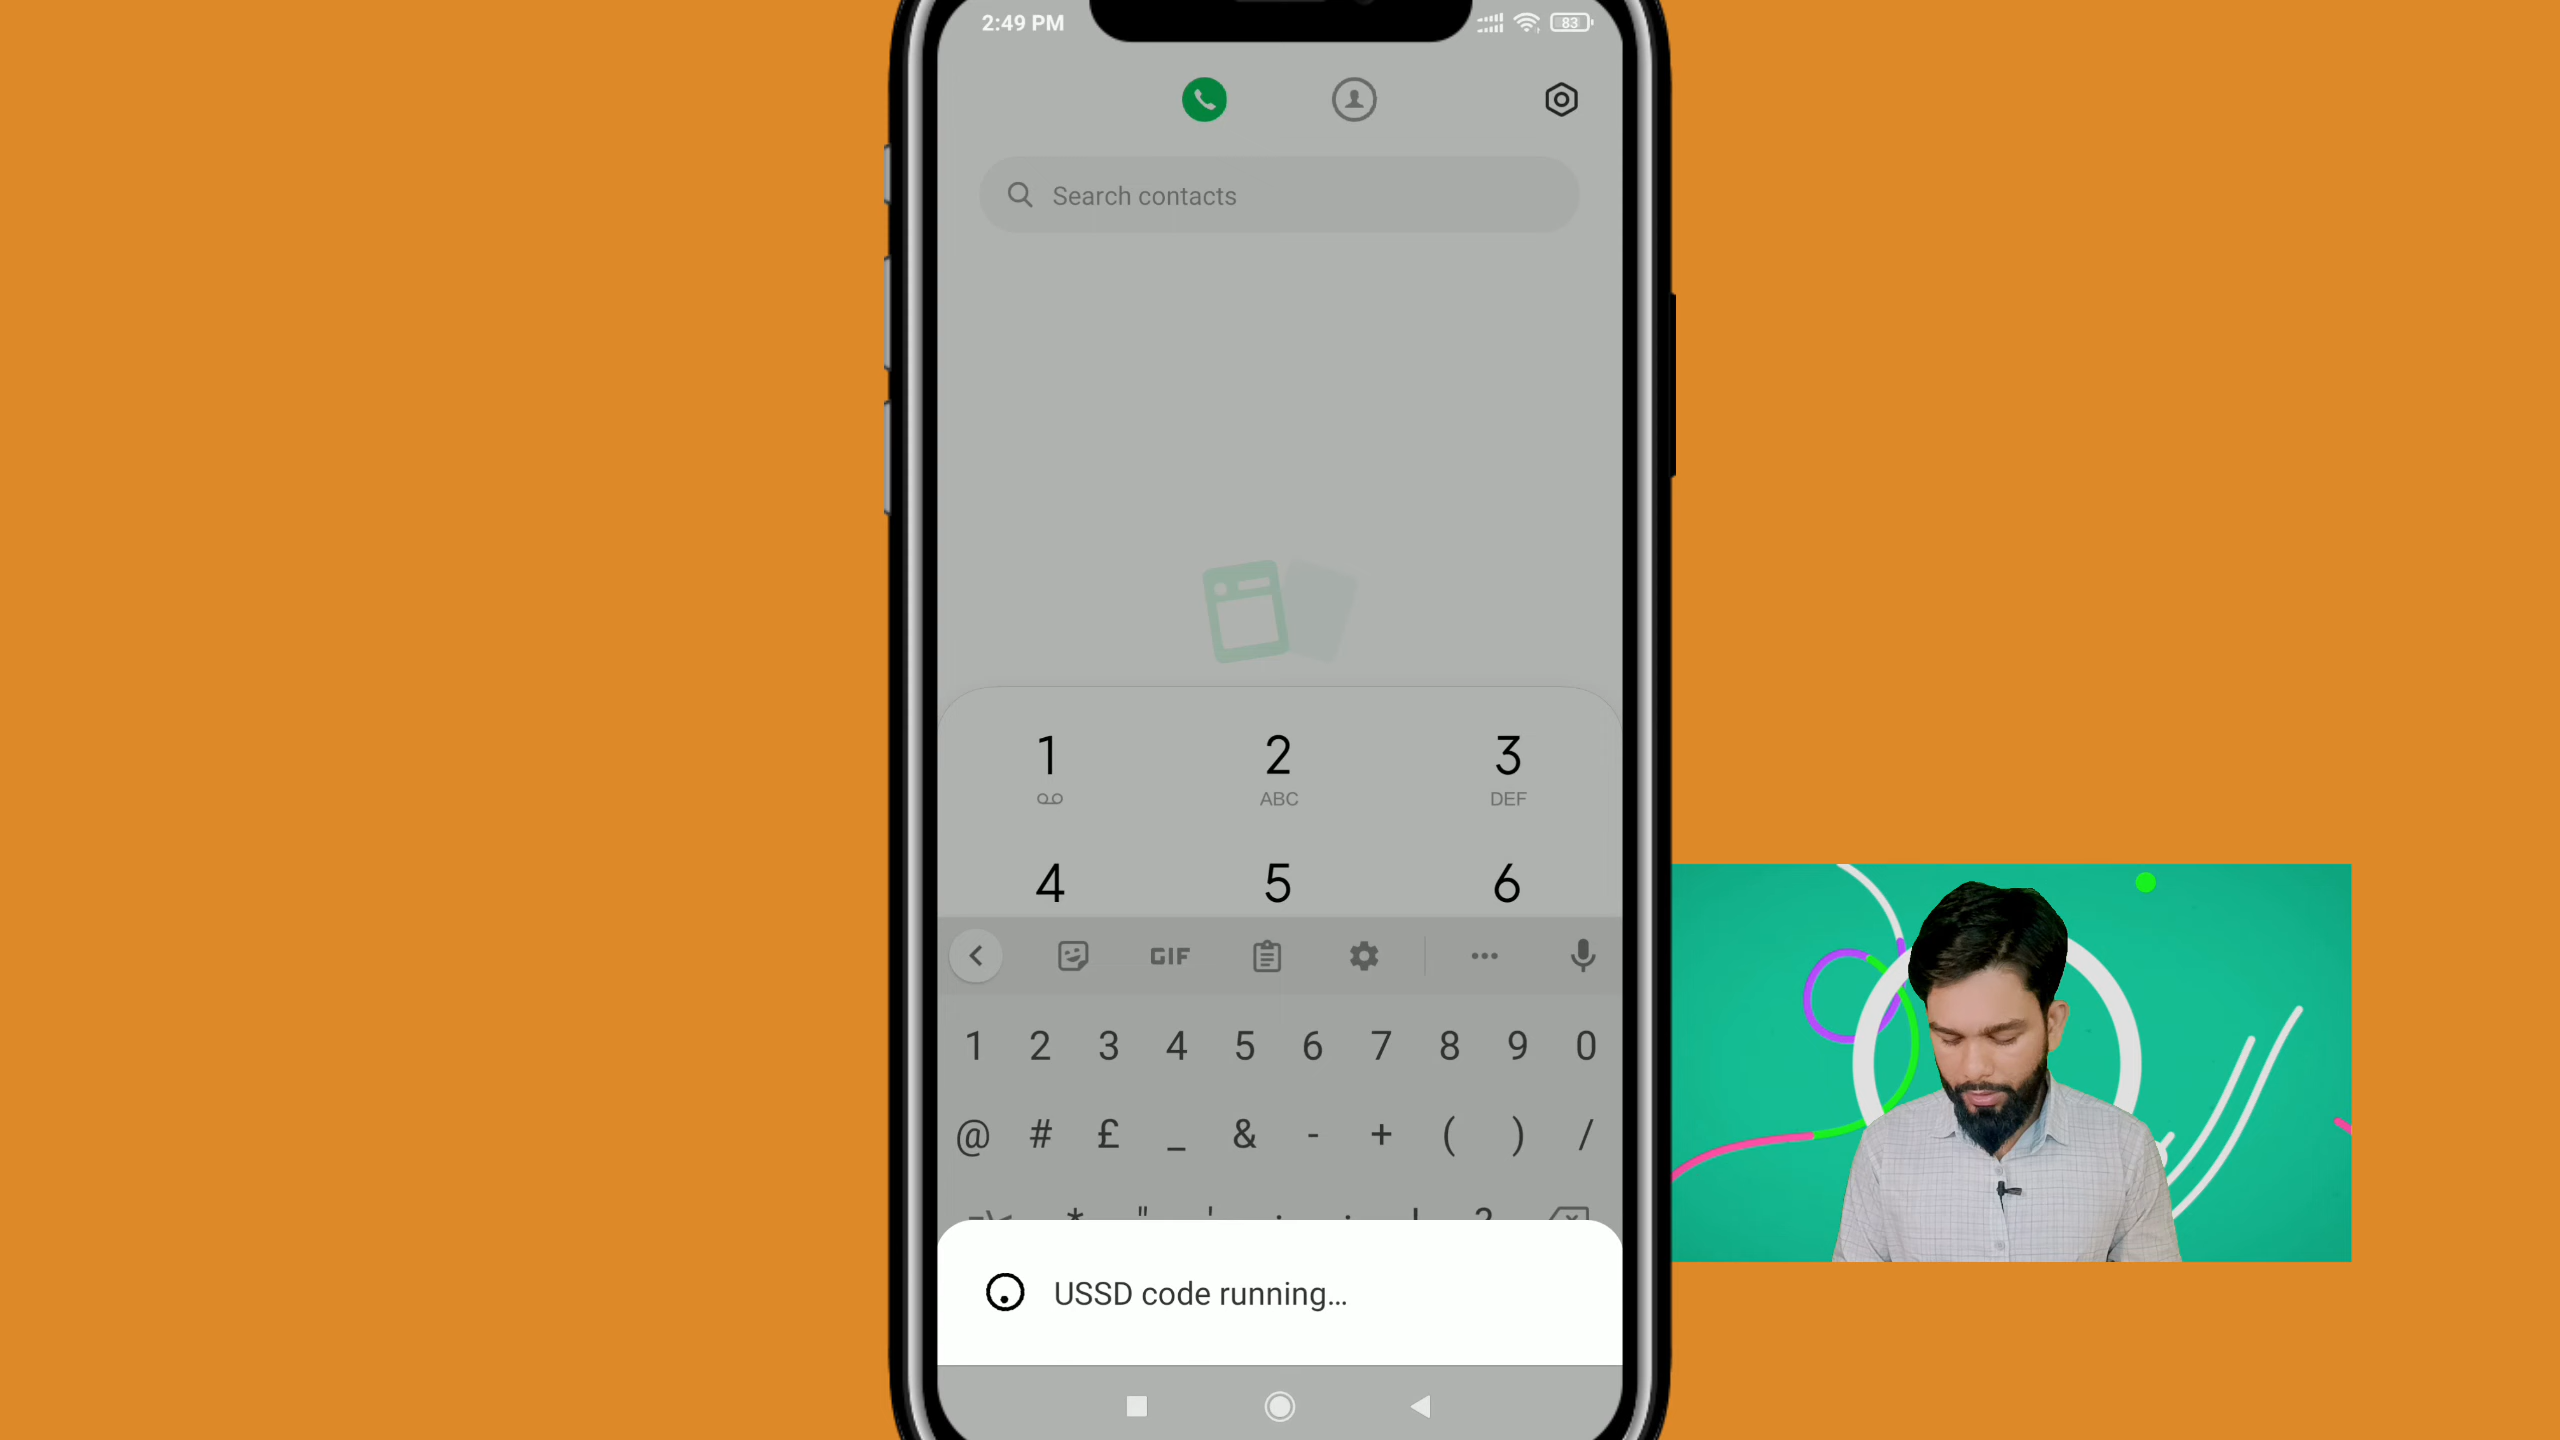 2:49 PM
83
Search contacts
1 2 3
ABC DEF
4 5 6
GIF
1 2 3 4 5 6 7 8 9 0
@ # £ _ & - + ( ) /
* " ' : ; ! ?
USSD code running...